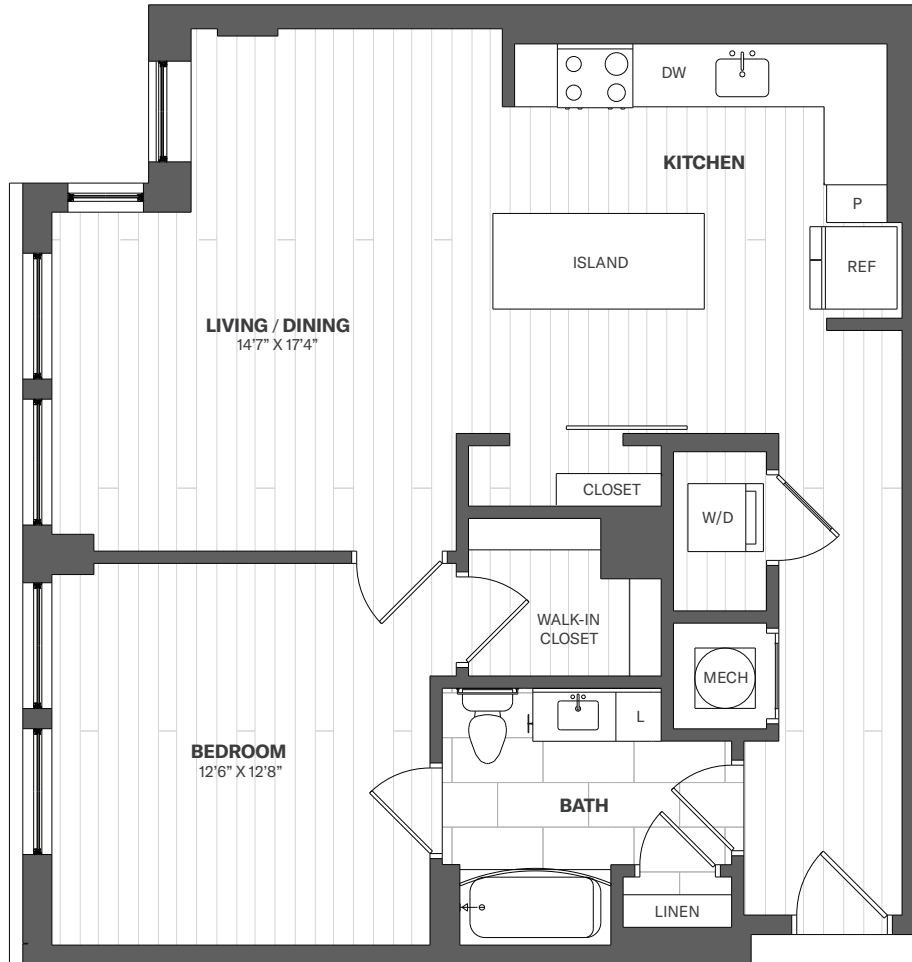 DW
KITCHEN
P
ISLAND
REF
LIVING / DINING
14'7” X 17'4”
CLOSET
W/D
WALK-IN
CLOSET
MECH
L
BEDROOM
12'6” X 12'8”
BATH
LINEN